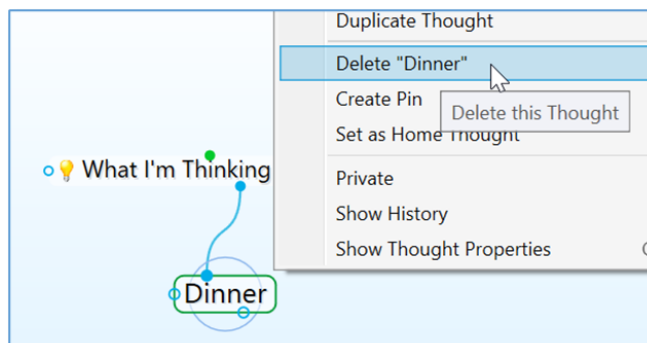 Duplicate Thought
Delete "Dinner"
Create Pin
Delete this Thought
Set as Home Thought
What I'm Thinking
Private
Show History
Show Thought Properties
Dinner